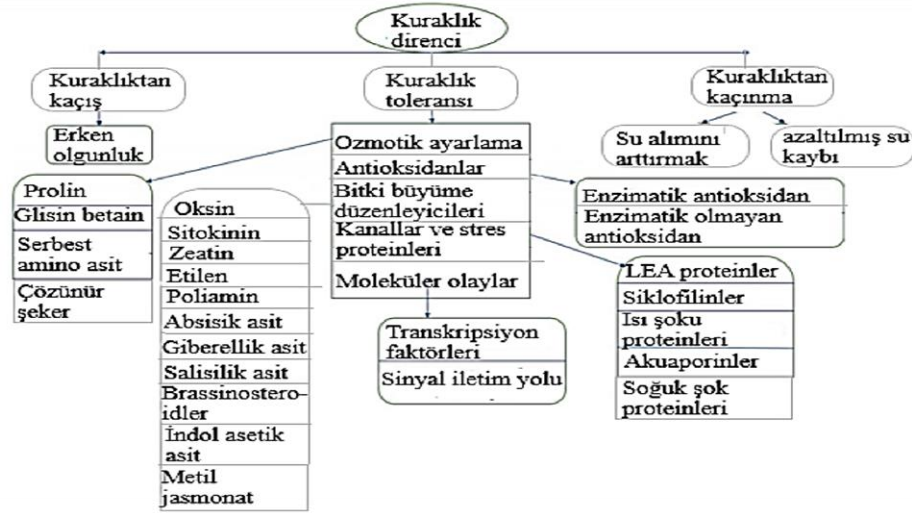 Kuraklık
direnci
Kuraklıktan
kaçış
Kuraklık
toleransı
Kuraklıktan
kaçınma
Erken
olgunluk
Ozmotik ayarlama
Antioksidanlar
Bitki büyüme
düzenleyicileri
Kanallar ve stres
proteinleri
Moleküler olaylar
Su alımını
arttırmak
azaltılmış su
kaybı
Prolin
Glisin betain
Serbest
amino asit
Çözünür
şeker
Oksin
Sitokinin
Zeatin
Etilen
Poliamin
Absisik asit
Giberellik asit
Salisilik asit
Brassinostero-
idler
İndol asetik
asit
Metil
jasmonat
Transkripsiyon
faktörleri
Sinyal iletim yolu
Enzimatik antioksidan
Enzimatik olmayan
antioksidan
LEA proteinler
Siklofilinler
Isı şoku
proteinleri
Akuaporinler
Soğuk şok
proteinleri